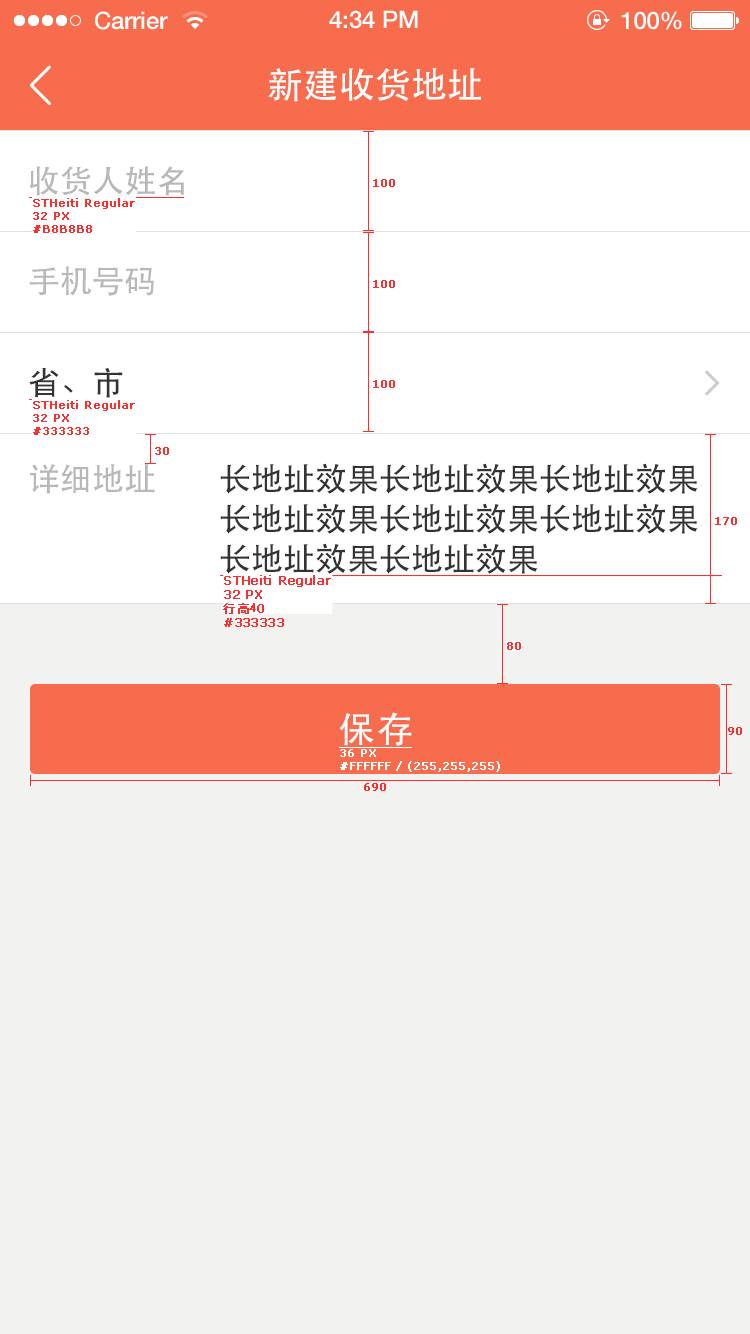 Carrier 4:34 PM 100%
新建收货地址
收货人姓名
100
STHeiti Regular
32 PX
#B8B8B8
手机号码
100
省、市
100
STHeiti Regular
32 PX
#333333
30
详细地址
长地址效果长地址效果长地址效果
长地址效果长地址效果长地址效果
长地址效果长地址效果
170
STHeiti Regular
32 PX
行高40
#333333
80
保存
90
36 PX
#FFFFFF / (255,255,255)
690